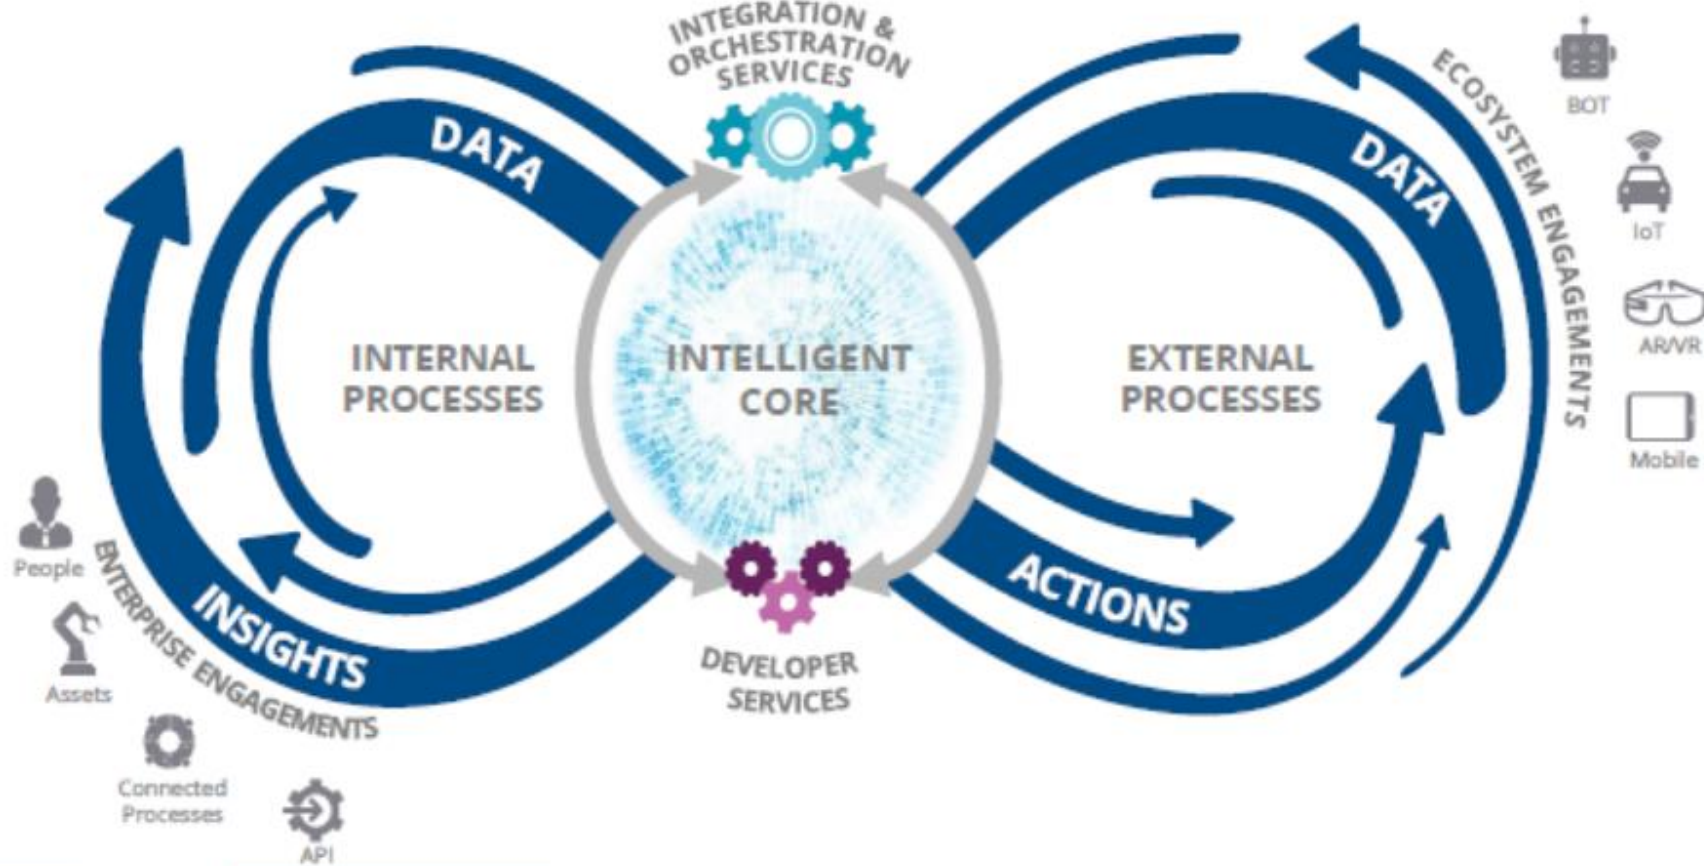 INTEGRATION &
ORCHESTRATION
SERVICES
DATA
DATA
ECOSYSTEM ENGAGEMENTS
BOT
IoT
AR/VR
Mobile
INTERNAL
PROCESSES
INTELLIGENT
CORE
EXTERNAL
PROCESSES
People
Assets
Connected
Processes
API
ENTERPRISE ENGAGEMENTS
INSIGHTS
ACTIONS
DEVELOPER
SERVICES